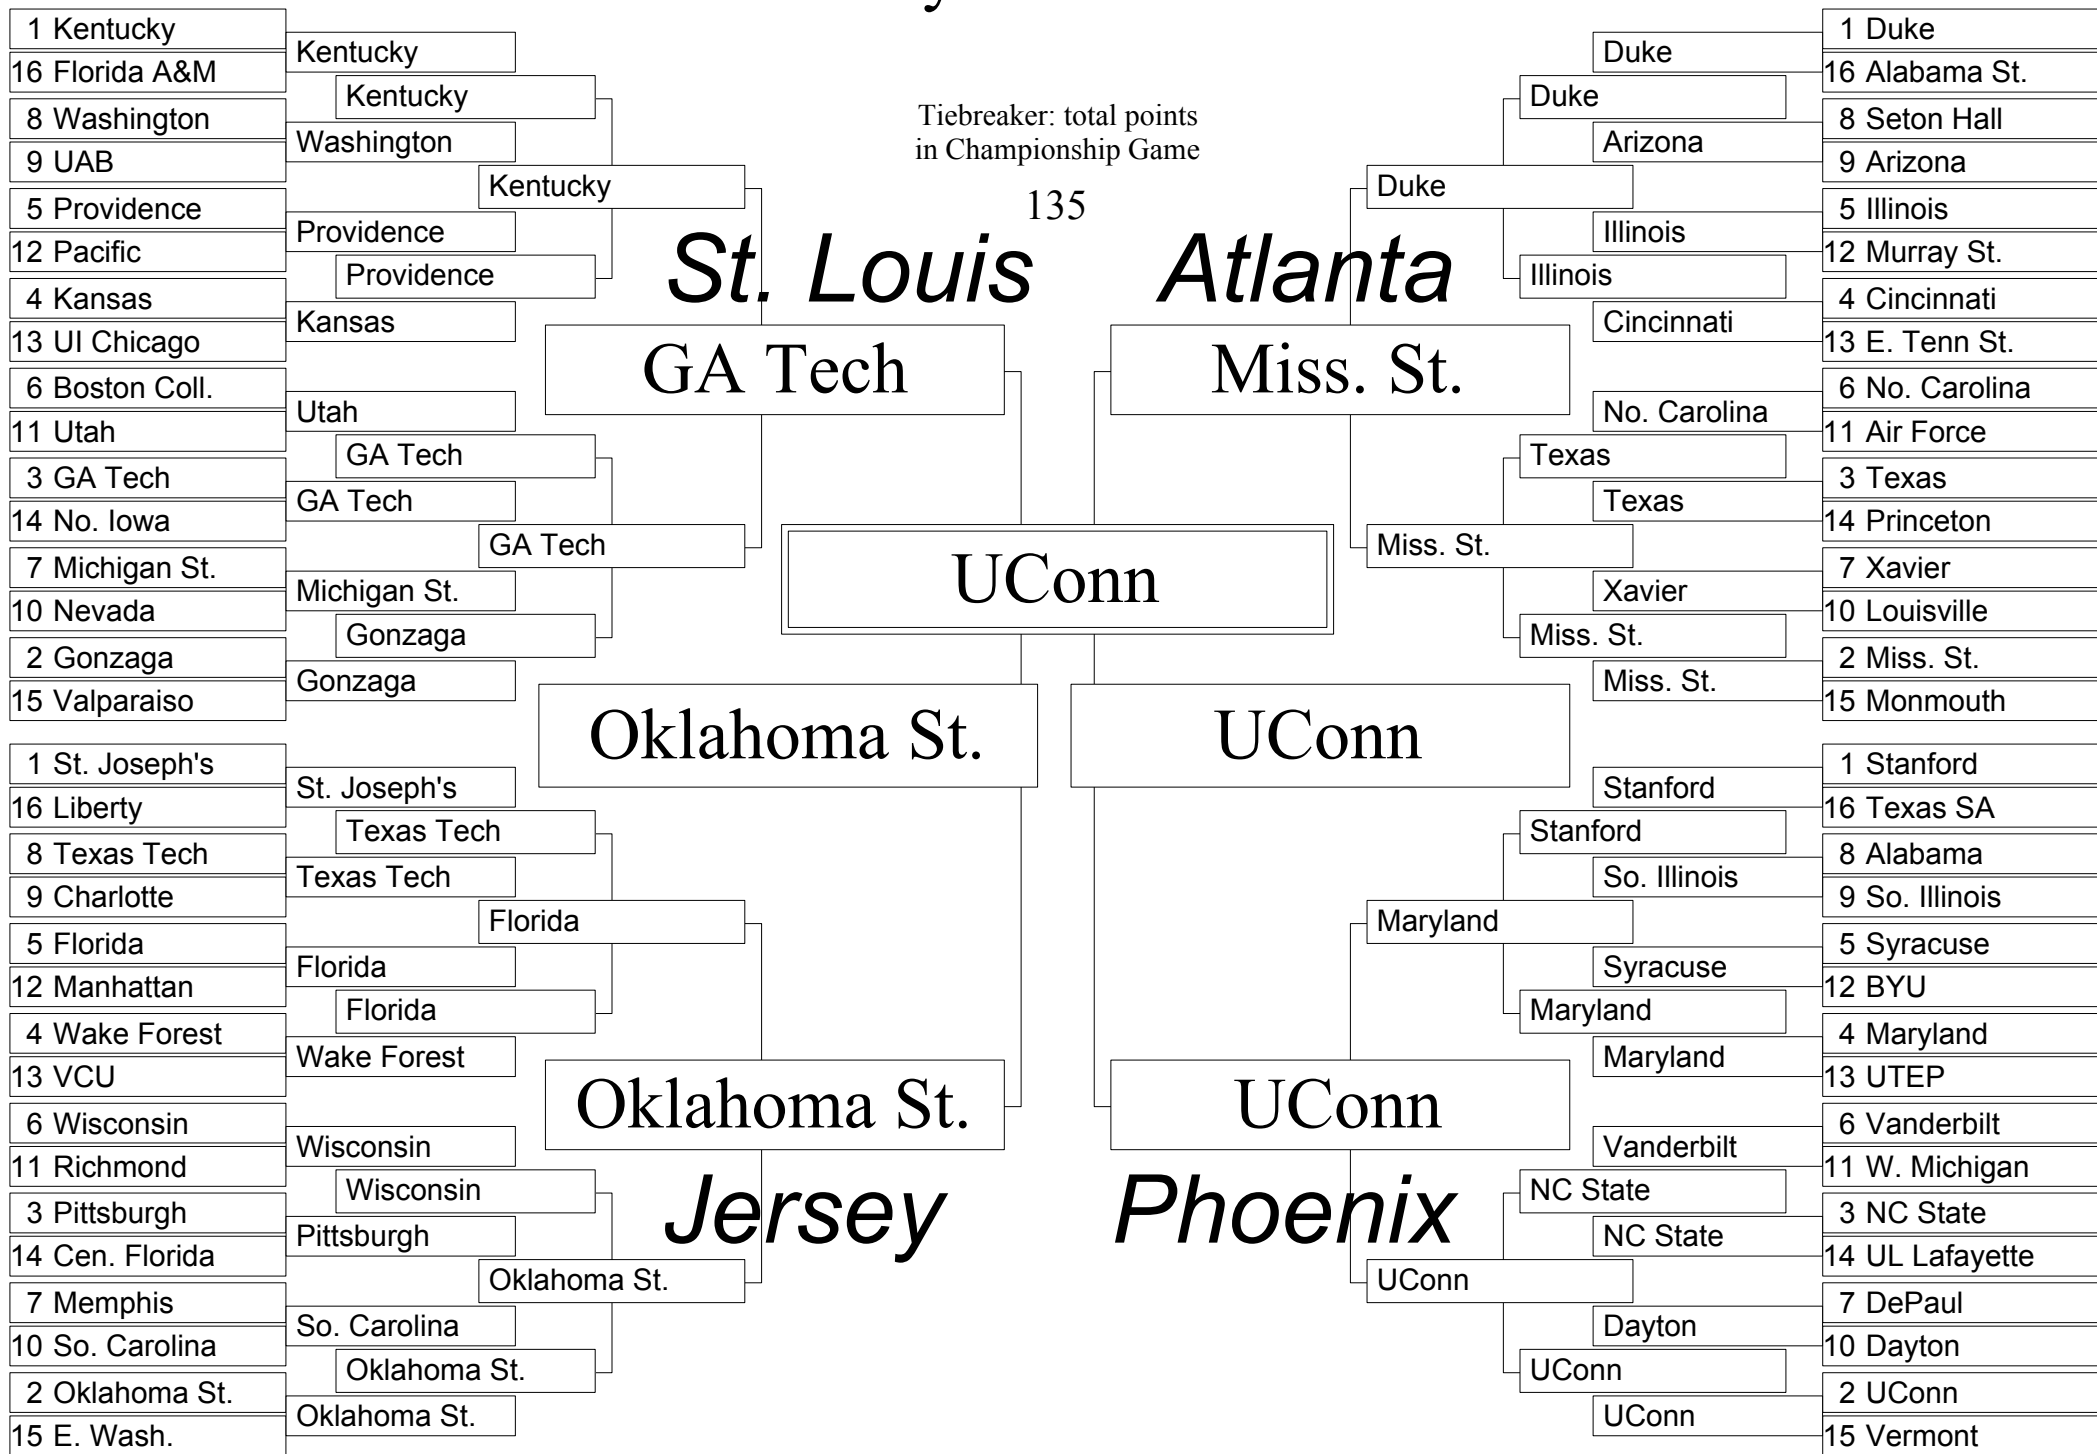 y
1 Kentucky
16 Florida A&M
8 Washington
9 UAB
5 Providence
12 Pacific
4 Kansas
13 UI Chicago
6 Boston Coll.
11 Utah
3 GA Tech
14 No. Iowa
7 Michigan St.
10 Nevada
2 Gonzaga
15 Valparaiso
Kentucky
Washington
Providence
Kansas
Utah
GA Tech
Michigan St.
Gonzaga
Kentucky
Providence
GA Tech
Gonzaga
Kentucky
GA Tech
St. Louis
GA Tech
1 St. Joseph's
16 Liberty
8 Texas Tech
9 Charlotte
5 Florida
12 Manhattan
4 Wake Forest
13 VCU
6 Wisconsin
11 Richmond
3 Pittsburgh
14 Cen. Florida
7 Memphis
10 So. Carolina
2 Oklahoma St.
15 E. Wash.
St. Joseph's
Texas Tech
Florida
Wake Forest
Wisconsin
Pittsburgh
So. Carolina
Oklahoma St.
Texas Tech
Florida
Wisconsin
Oklahoma St.
Florida
Oklahoma St.
Oklahoma St.
Jersey
Tiebreaker: total points
in Championship Game
135
UConn
Oklahoma St.
UConn
Atlanta
Miss. St.
Duke
Miss. St.
Duke
Illinois
Texas
Miss. St.
Duke
Arizona
Illinois
Cincinnati
No. Carolina
Texas
Xavier
Miss. St.
1 Duke
16 Alabama St.
8 Seton Hall
9 Arizona
5 Illinois
12 Murray St.
4 Cincinnati
13 E. Tenn St.
6 No. Carolina
11 Air Force
3 Texas
14 Princeton
7 Xavier
10 Louisville
2 Miss. St.
15 Monmouth
UConn
Phoenix
Maryland
UConn
Stanford
Maryland
NC State
UConn
Stanford
So. Illinois
Syracuse
Maryland
Vanderbilt
NC State
Dayton
UConn
1 Stanford
16 Texas SA
8 Alabama
9 So. Illinois
5 Syracuse
12 BYU
4 Maryland
13 UTEP
6 Vanderbilt
11 W. Michigan
3 NC State
14 UL Lafayette
7 DePaul
10 Dayton
2 UConn
15 Vermont